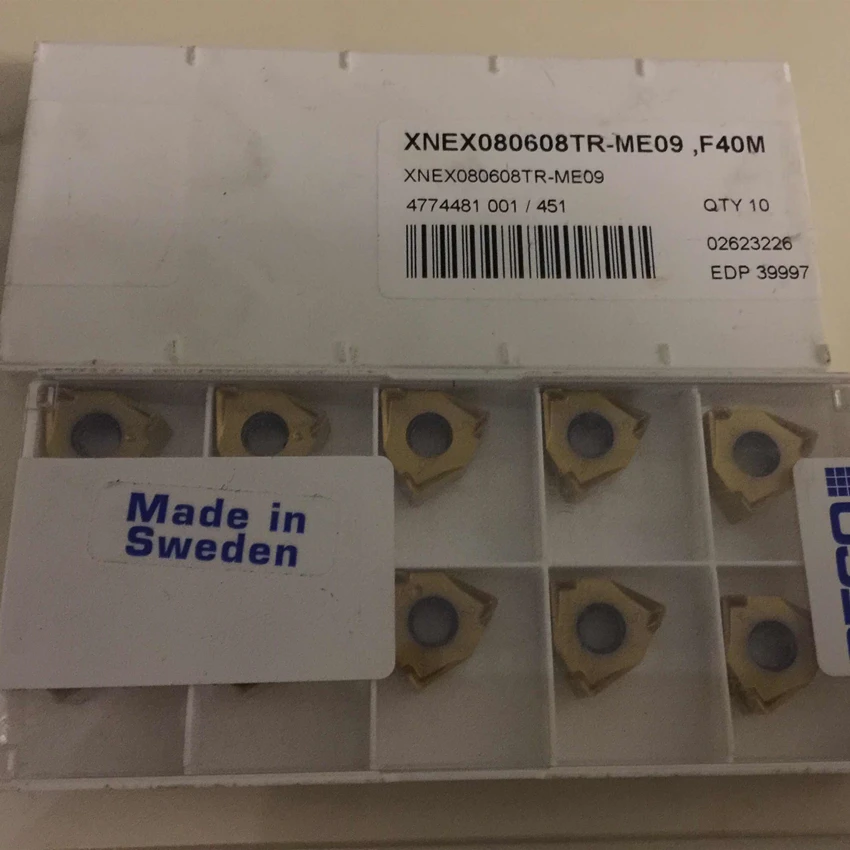 XNEX080608TR-ME09 ,F40M
XNEX080608TR-ME09
4774481 001 / 451
QTY 10
02623226
EDP 39997
Made in
Sweden